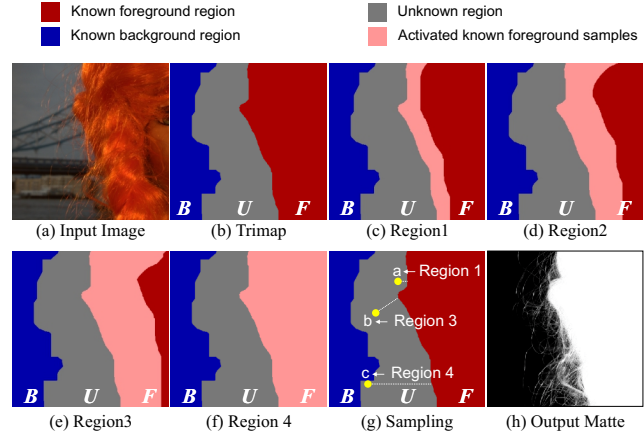 Known foreground region
Unknown region
Known background region
Activated known foreground samples
B U F
B U F
B U F
(a) Input Image
(b) Trimap
(c) Region1
(d) Region2
a ← Region 1
b ← Region 3
c ← Region 4
B U F
B U F
B U F
(e) Region3
(f) Region 4
(g) Sampling
(h) Output Matte